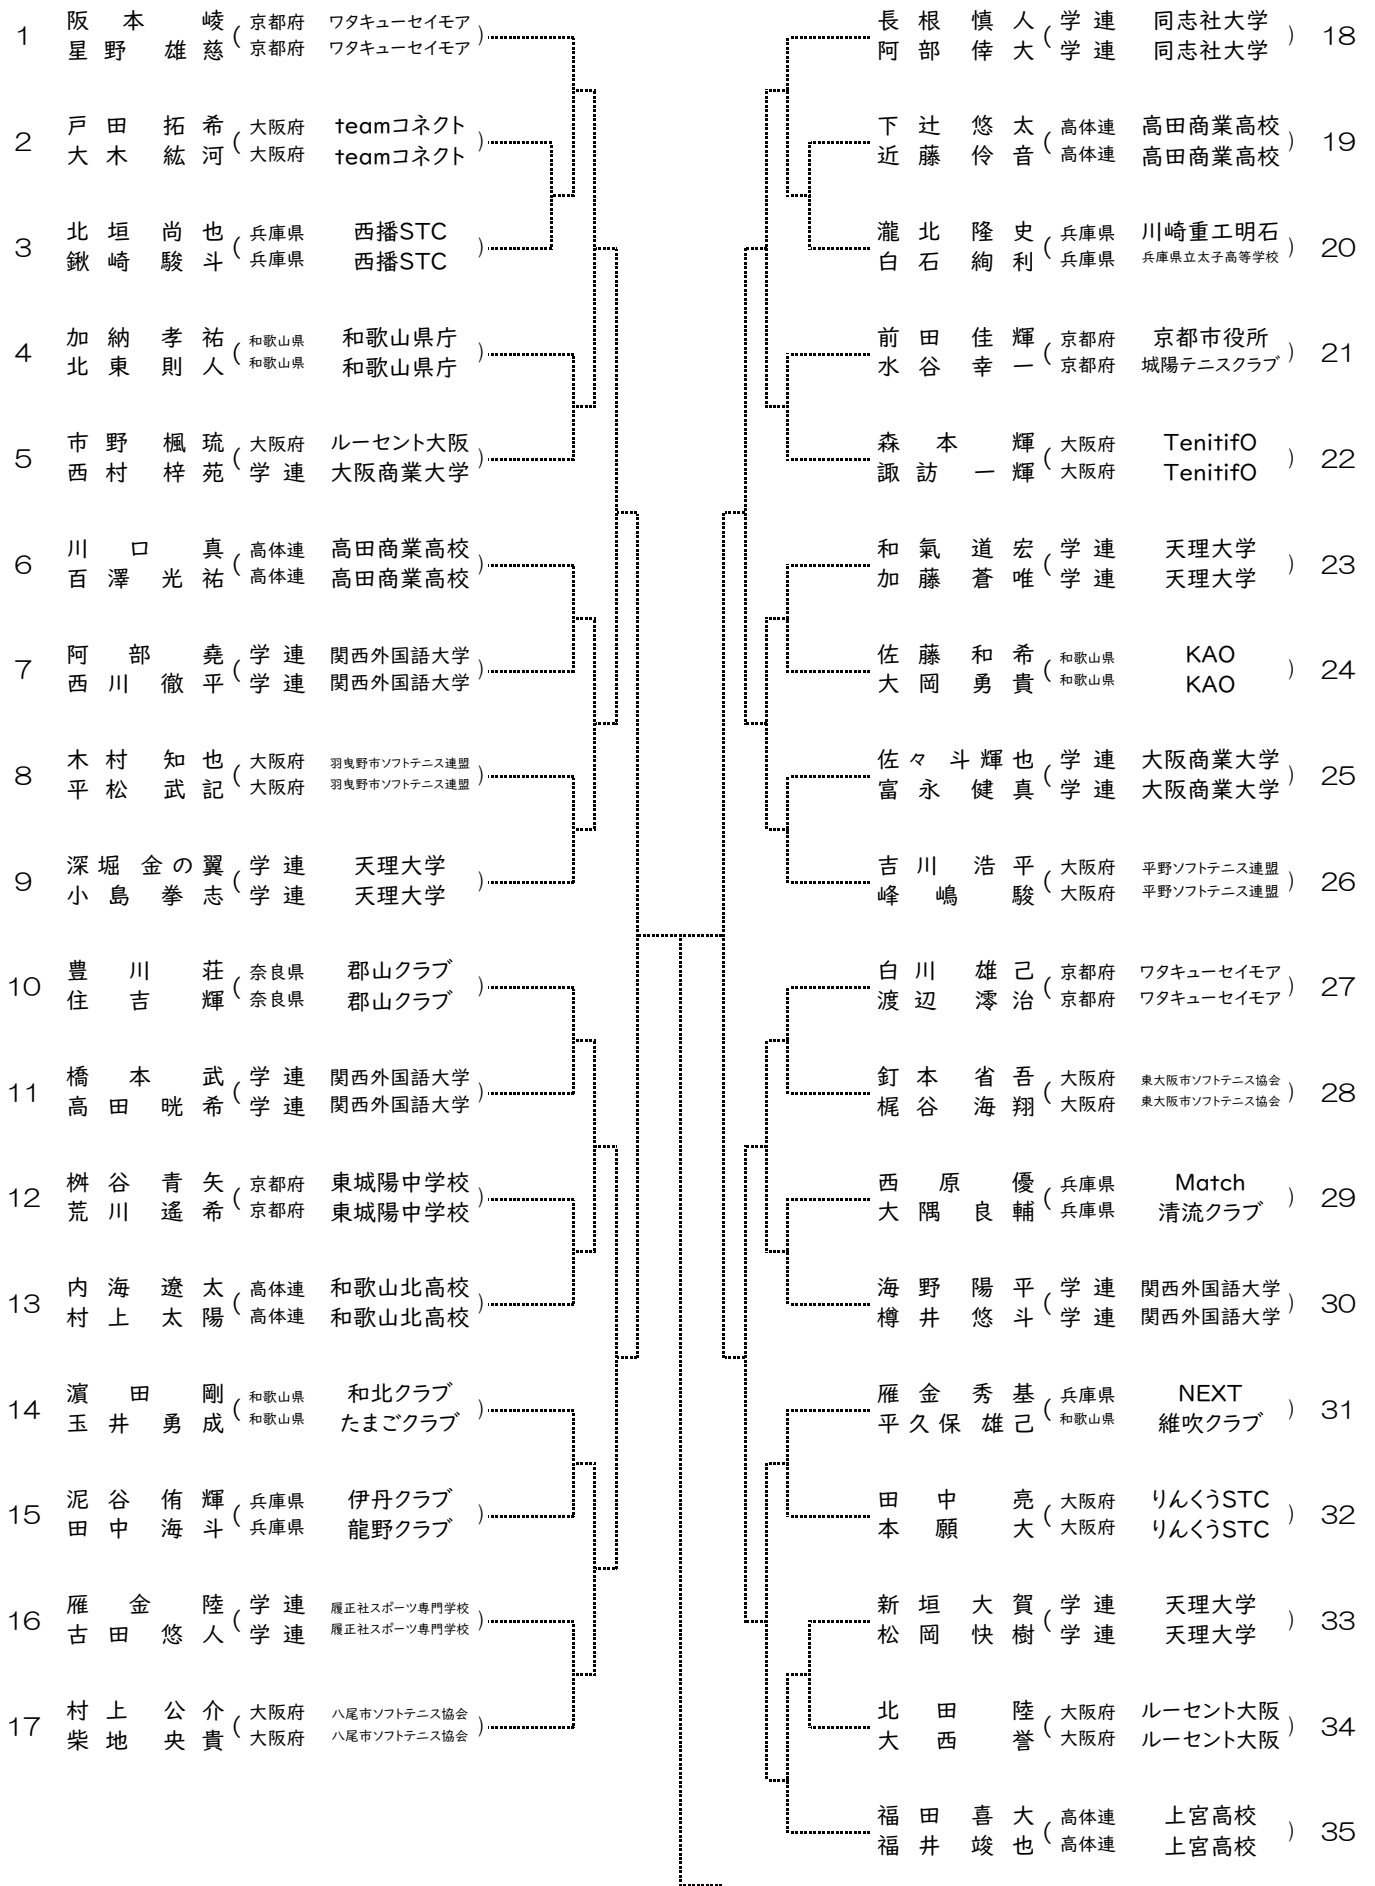 1 阪本 崚 ( 京都府 ワタキューセイモア )
星野 雄慈 京都府 ワタキューセイモア
2 戸田 拓希 ( 大阪府 teamコネクト )
大木 紘河 大阪府 teamコネクト
3 北垣 尚也 ( 兵庫県 西播STC )
鍬崎 駿斗 兵庫県 西播STC
4 加納 孝祐 ( 和歌山県 和歌山県庁 )
北東 則人 和歌山県 和歌山県庁
5 市野 楓琉 ( 大阪府 ルーセント大阪 )
西村 梓苑 学連 大阪商業大学
6 川口 真 ( 高体連 高田商業高校 )
百澤 光祐 高体連 高田商業高校
7 阿部 堯 ( 学連 関西外国語大学 )
西川 徹平 学連 関西外国語大学
8 木村 知也 ( 大阪府 羽曳野市ソフトテニス連盟 )
平松 武記 大阪府 羽曳野市ソフトテニス連盟
9 深堀 金の翼 ( 学連 天理大学 )
小島 拳志 学連 天理大学
10 豊川 荘 ( 奈良県 郡山クラブ )
住吉 輝 奈良県 郡山クラブ
11 橋本 武 ( 学連 関西外国語大学 )
高田 晄希 学連 関西外国語大学
12 桝谷 青矢 ( 京都府 東城陽中学校 )
荒川 遙希 京都府 東城陽中学校
13 内海 遼太 ( 高体連 和歌山北高校 )
村上 太陽 高体連 和歌山北高校
14 濵田 剛 ( 和歌山県 和北クラブ )
玉井 勇成 和歌山県 たまごクラブ
15 泥谷 侑輝 ( 兵庫県 伊丹クラブ )
田中 海斗 兵庫県 龍野クラブ
16 雁金 陸 ( 学連 履正社スポーツ専門学校 )
古田 悠人 学連 履正社スポーツ専門学校
17 村上 公介 ( 大阪府 八尾市ソフトテニス協会 )
柴地 央貴 大阪府 八尾市ソフトテニス協会
長根 慎人 ( 学連 同志社大学 ) 18
阿部 倖大 学連 同志社大学
下辻 悠太 ( 高体連 高田商業高校 ) 19
近藤 伶音 高体連 高田商業高校
瀧北 隆史 ( 兵庫県 川崎重工明石 ) 20
白石 絢利 兵庫県 兵庫県立太子高等学校
前田 佳輝 ( 京都府 京都市役所 ) 21
水谷 幸一 京都府 城陽テニスクラブ
森本 輝 ( 大阪府 TenitifO ) 22
諏訪 一輝 大阪府 TenitifO
和氣 道宏 ( 学連 天理大学 ) 23
加藤 蒼唯 学連 天理大学
佐藤 和希 ( 和歌山県 KAO ) 24
大岡 勇貴 和歌山県 KAO
佐々 斗輝也 ( 学連 大阪商業大学 ) 25
富永 健真 学連 大阪商業大学
吉川 浩平 ( 大阪府 平野ソフトテニス連盟 ) 26
峰嶋 駿 大阪府 平野ソフトテニス連盟
白川 雄己 ( 京都府 ワタキューセイモア ) 27
渡辺 澪治 京都府 ワタキューセイモア
釘本 省吾 ( 大阪府 東大阪市ソフトテニス協会 ) 28
梶谷 海翔 大阪府 東大阪市ソフトテニス協会
西原 優 ( 兵庫県 Match ) 29
大隅 良輔 兵庫県 清流クラブ
海野 陽平 ( 学連 関西外国語大学 ) 30
樽井 悠斗 学連 関西外国語大学
雁金 秀基 ( 兵庫県 NEXT ) 31
平久保 雄己 和歌山県 維吹クラブ
田中 亮 ( 大阪府 りんくうSTC ) 32
本願 大 大阪府 りんくうSTC
新垣 大賀 ( 学連 天理大学 ) 33
松岡 快樹 学連 天理大学
北田 陸 ( 大阪府 ルーセント大阪 ) 34
大西 誉 大阪府 ルーセント大阪
福田 喜大 ( 高体連 上宮高校 ) 35
福井 竣也 高体連 上宮高校